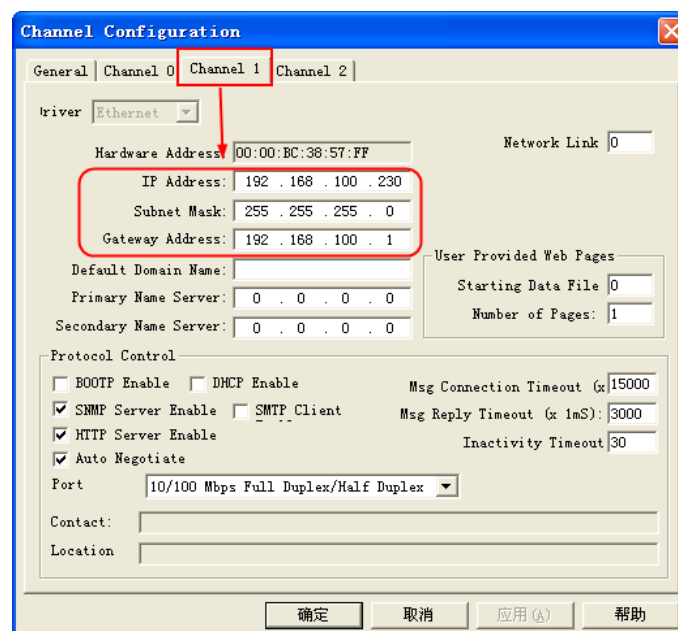 Channel Configuration
General Channel 0 Channel 1 Channel 2
river Ethernet
Hardware Address: 00:00:BC:38:57:FF
Network Link 0
IP Address: 192 . 168 . 100 . 230
Subnet Mask: 255 . 255 . 255 . 0
Gateway Address: 192 . 168 . 100 . 1
Default Domain Name:
Primary Name Server: 0 . 0 . 0 . 0
Secondary Name Server: 0 . 0 . 0 . 0
User Provided Web Pages
Starting Data File 0
Number of Pages: 1
Protocol Control
BOOTP Enable DHCP Enable
SNMP Server Enable SMTP Client
HTTP Server Enable
Auto Negotiate
Msg Connection Timeout (x 15000
Msg Reply Timeout (x 1mS): 3000
Inactivity Timeout 30
Port 10/100 Mbps Full Duplex/Half Duplex
Contact:
Location
确定 取消 应用(A) 帮助